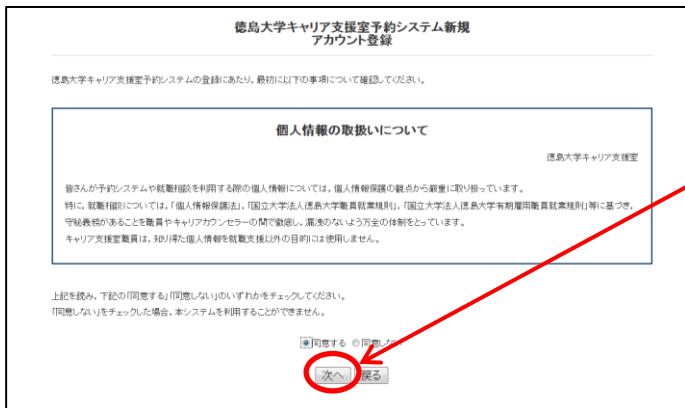 徳島大学キャリア支援室予約システム新規
アカウント登録
徳島大学キャリア支援室予約システムの登録にあたり，最初に以下の事項について確認してください。
個人情報の取扱いについて
徳島大学キャリア支援室
皆さんが予約システムや就職相談を利用する際の個人情報については，個人情報保護の観点から厳重に取り扱っています。
特に，就職相談については，「個人情報保護法」，「国立大学法人徳島大学職員就業規則」，「国立大学法人徳島大学有期雇用職員就業規則」等に基づき，
守秘義務があることを職員やキャリアカウンセラーの間で徹底し，漏洩のないよう万全の体制をとっています。
キャリア支援室職員は，知り得た個人情報を就職支援以外の目的には使用しません。
上記を読み，下記の「同意する」「同意しない」のいずれかをチェックしてください。
「同意しない」をチェックした場合，本システムを利用することができません。
同意する 同意しな
次へ 戻る